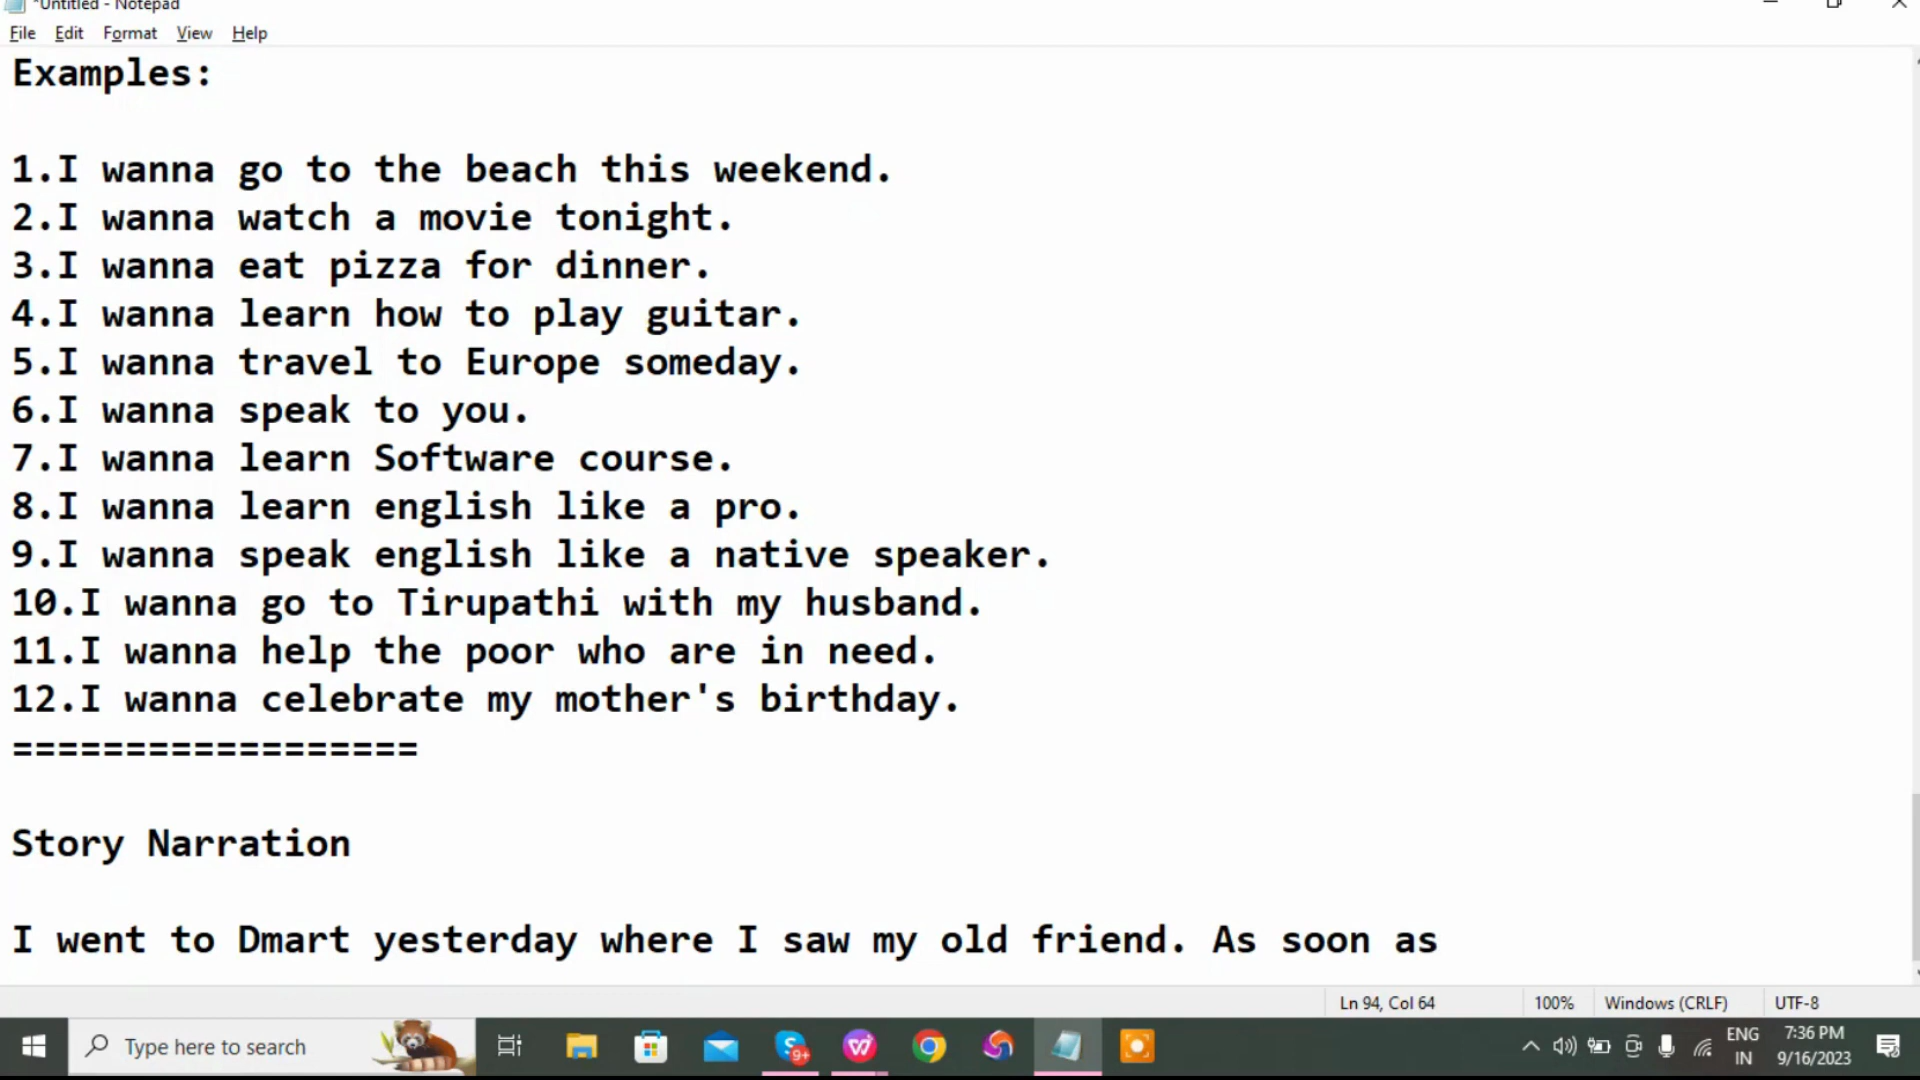 *Untitled - Notepad
File Edit Format View Help
Examples:
1.I wanna go to the beach this weekend.
2.I wanna watch a movie tonight.
3.I wanna eat pizza for dinner.
4.I wanna learn how to play guitar.
5.I wanna travel to Europe someday.
6.I wanna speak to you.
7.I wanna learn Software course.
8.I wanna learn english like a pro.
9.I wanna speak english like a native speaker.
10.I wanna go to Tirupathi with my husband.
11.I wanna help the poor who are in need.
12.I wanna celebrate my mother's birthday.
==================
Story Narration
I went to Dmart yesterday where I saw my old friend. As soon as
Ln 94, Col 64 100% Windows (CRLF) UTF-8
Type here to search 9+ ENG 7:36 PM
IN 9/16/2023